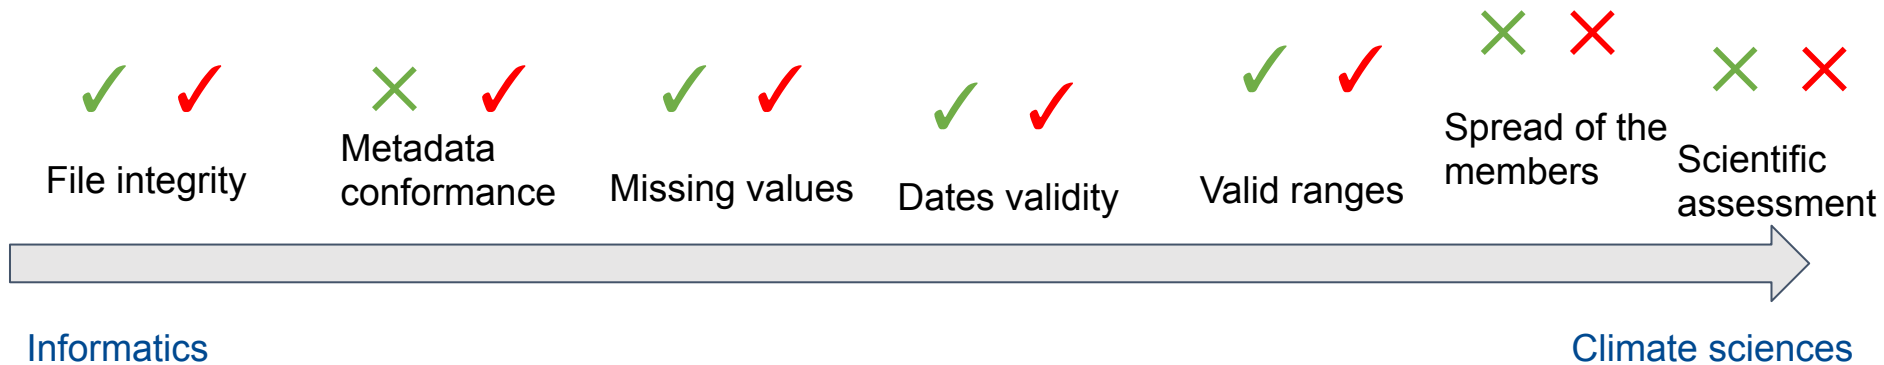 File integrity
Metadata
conformance
Missing values
Dates validity
Valid ranges
Spread of the
members
Scientific
assessment
Informatics
Climate sciences